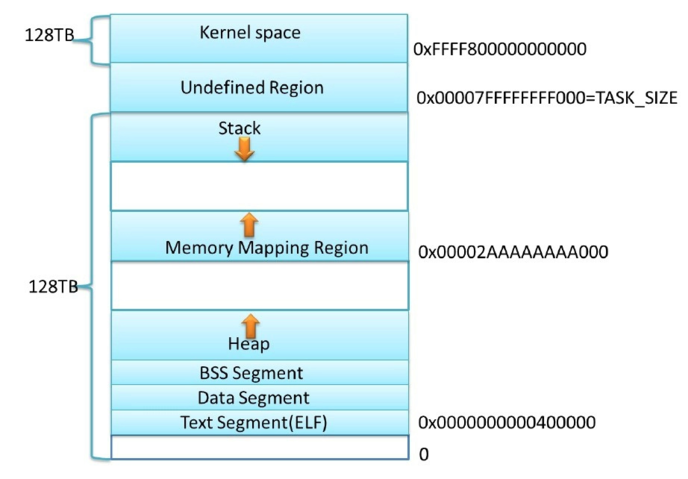 128TB
Kernel space
0xFFFF800000000000
Undefined Region
0x00007FFFFFFFF000=TASK_SIZE
Stack
Memory Mapping Region
0x00002AAAAAAAA000
128TB
Heap
BSS Segment
Data Segment
Text Segment(ELF)
0x0000000000400000
0